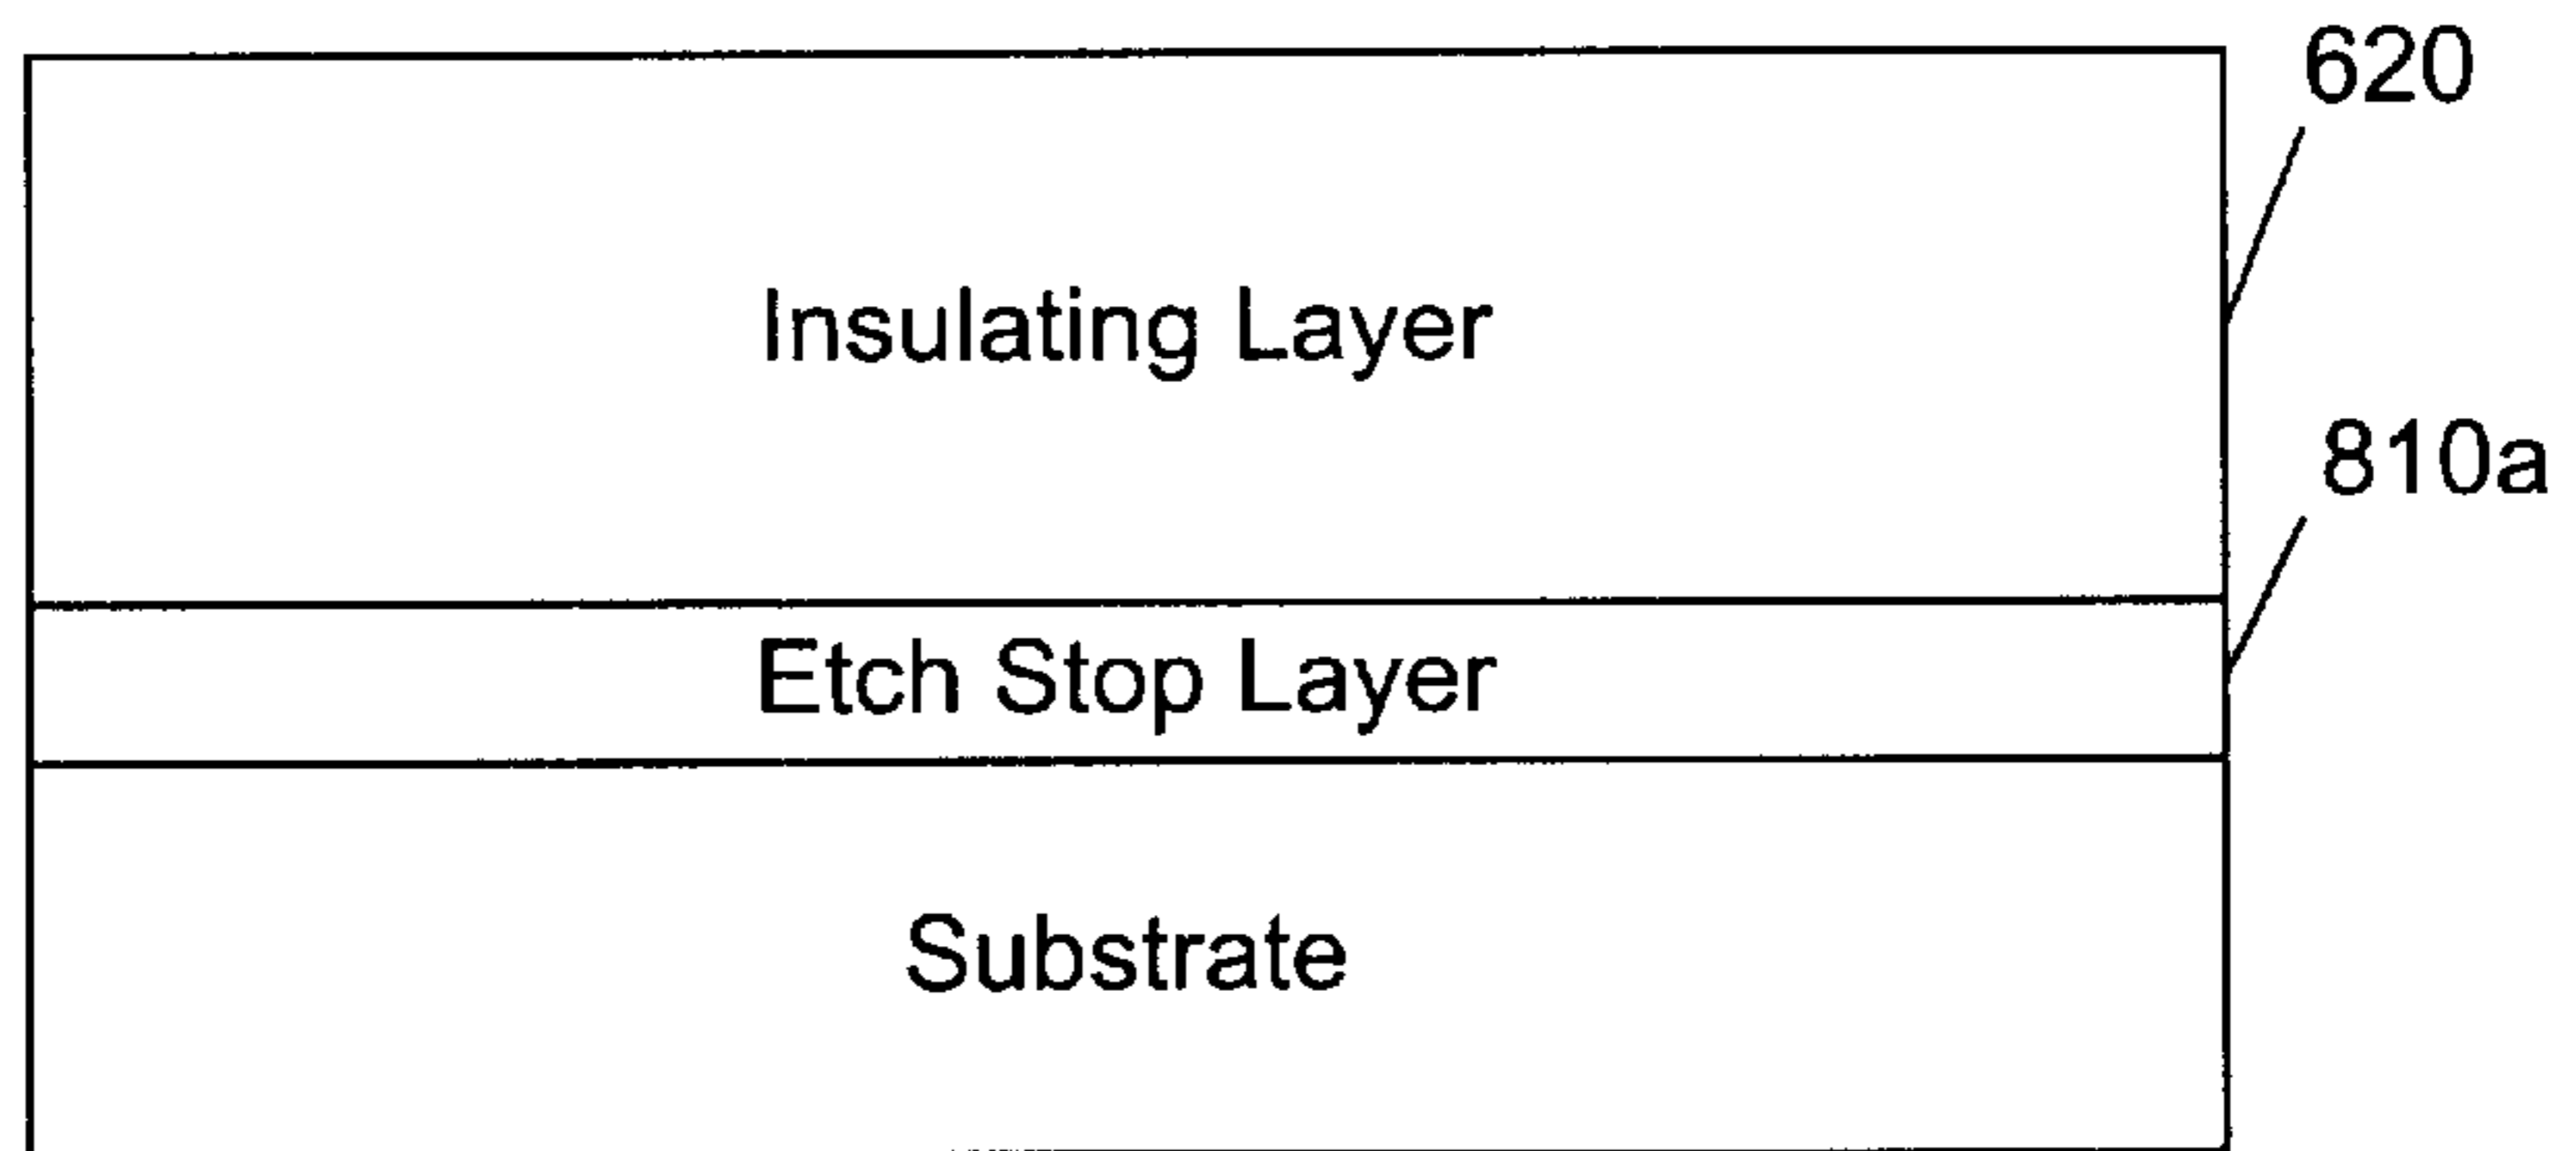 620
Insulating Layer
810a
Etch Stop Layer
Substrate